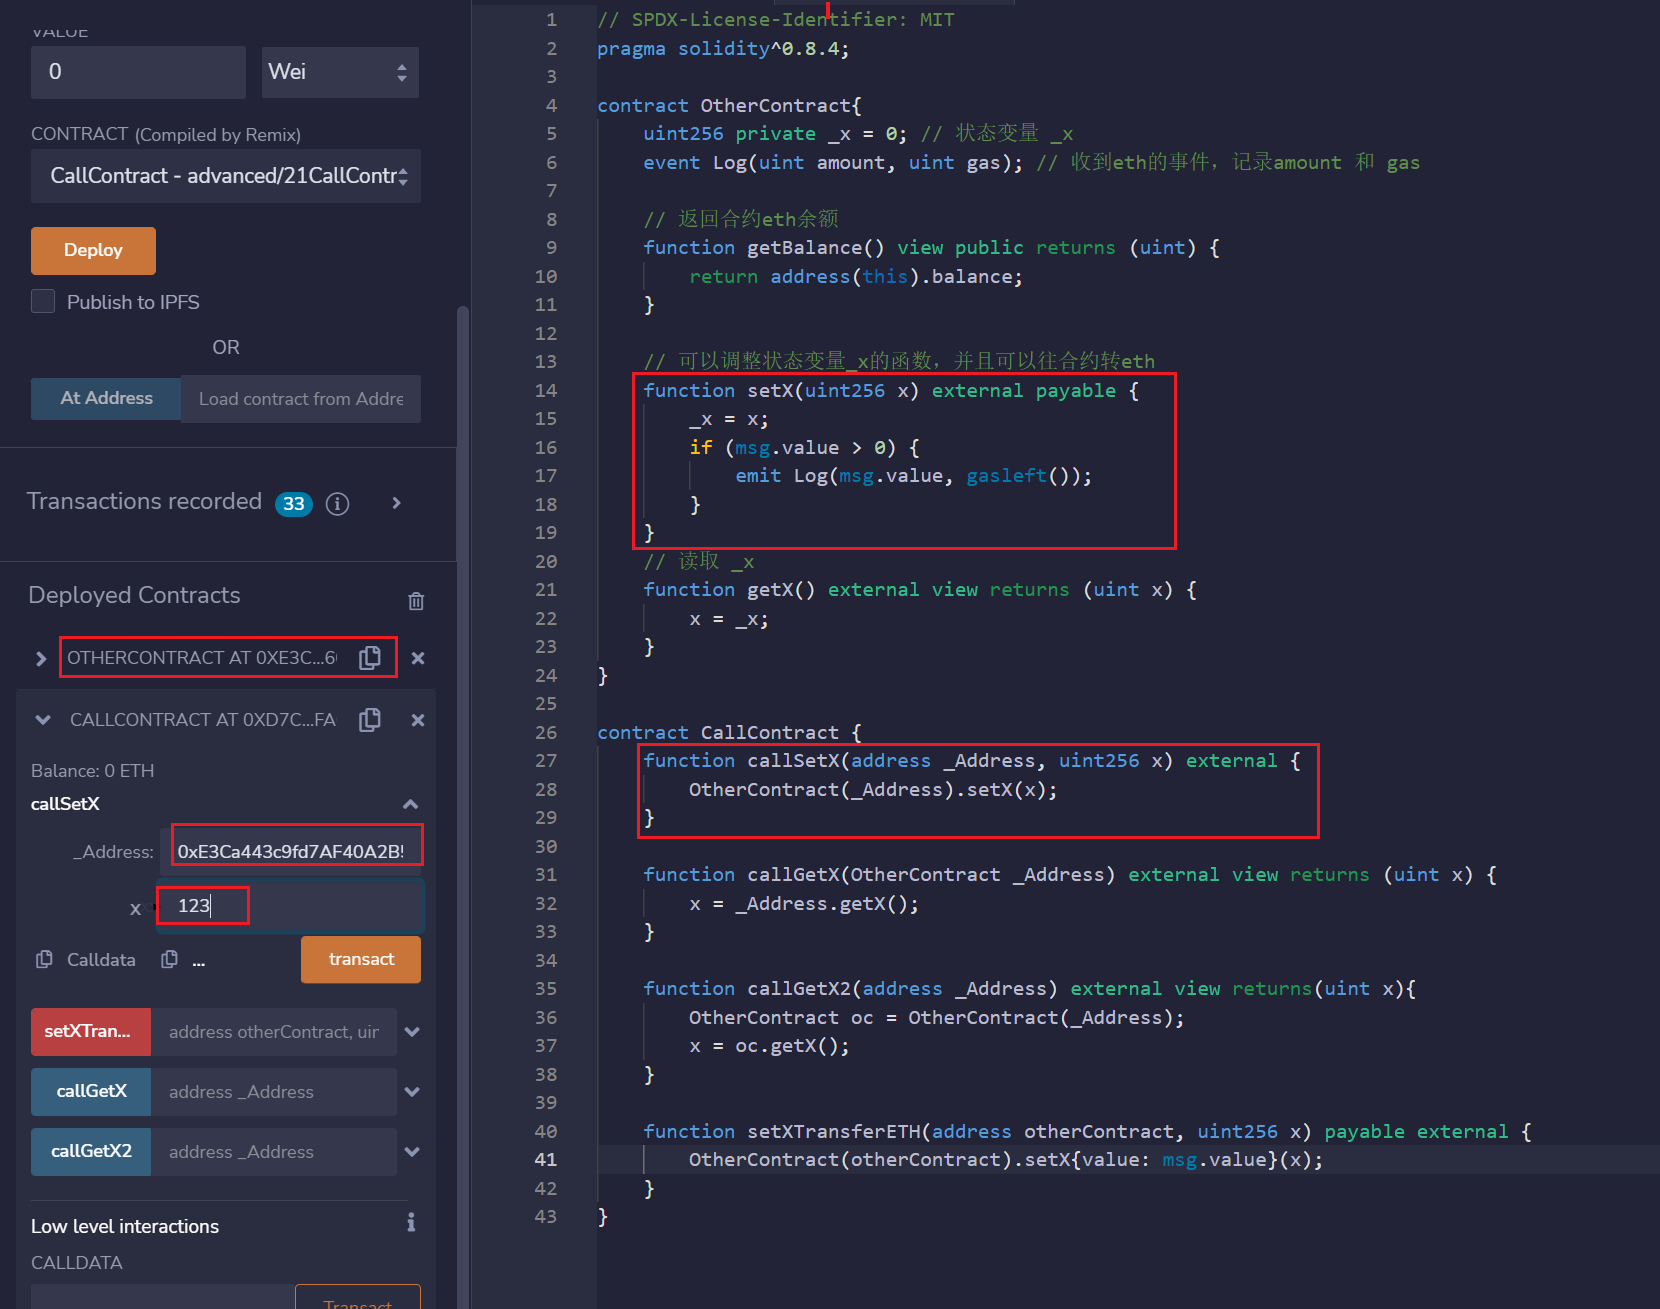 VALUE
0
Wei
CONTRACT (Compiled by Remix)
CallContract - advanced/21CallContr
Deploy
Publish to IPFS
OR
At Address
Load contract from Addre
Transactions recorded 33
Deployed Contracts
OTHERCONTRACT AT 0XE3C...6
CALLCONTRACT AT 0XD7C...FA
Balance: 0 ETH
callSetX
_Address:
0xE3Ca443c9fd7AF40A2B
x
123
Calldata
...
transact
setXTran...
address otherContract, uir
callGetX
address _Address
callGetX2
address _Address
Low level interactions
i
CALLDATA
Transact
1 // SPDX-License-Identifier: MIT
2 pragma solidity^0.8.4;
3
4 contract OtherContract{
5 uint256 private _x = 0; // 状态变量 _x
6 event Log(uint amount, uint gas); // 收到eth的事件，记录amount 和 gas
7
8 // 返回合约eth余额
9 function getBalance() view public returns (uint) {
10 return address(this).balance;
11 }
12
13 // 可以调整状态变量_x的函数，并且可以往合约转eth
14 function setX(uint256 x) external payable {
15 _x = x;
16 if (msg.value > 0) {
17 emit Log(msg.value, gasleft());
18 }
19 }
20 // 读取 _x
21 function getX() external view returns (uint x) {
22 x = _x;
23 }
24 }
25
26 contract CallContract {
27 function callSetX(address _Address, uint256 x) external {
28 OtherContract(_Address).setX(x);
29 }
30
31 function callGetX(OtherContract _Address) external view returns (uint x) {
32 x = _Address.getX();
33 }
34
35 function callGetX2(address _Address) external view returns(uint x){
36 OtherContract oc = OtherContract(_Address);
37 x = oc.getX();
38 }
39
40 function setXTransferETH(address otherContract, uint256 x) payable external {
41 OtherContract(otherContract).setX{value: msg.value}(x);
42 }
43 }